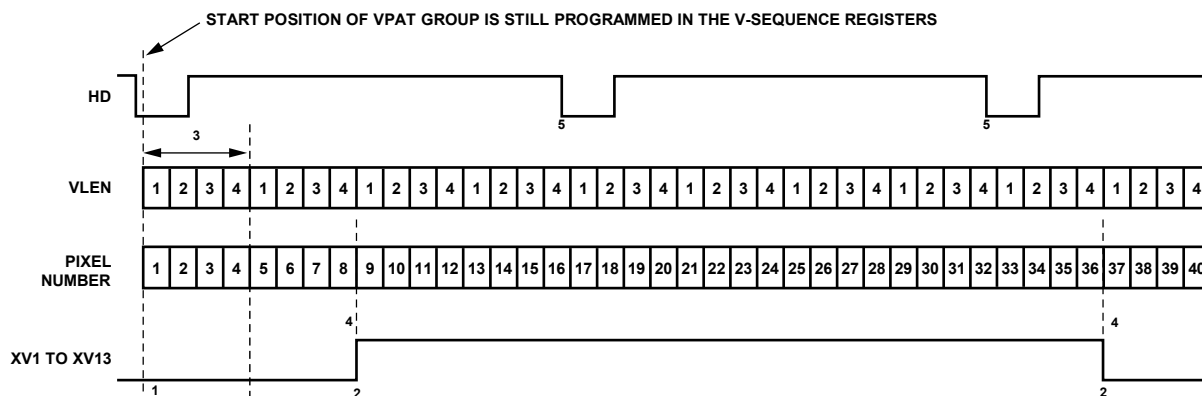 START POSITION OF VPAT GROUP IS STILL PROGRAMMED IN THE V-SEQUENCE REGISTERS
HD
5
5
3
VLEN
1 2 3 4 1 2 3 4 1 2 3 4 1 2 3 4 1 2 3 4 1 2 3 4 1 2 3 4 1 2 3 4 1 2 3 4 1 2 3 4
PIXEL
NUMBER
1 2 3 4 5 6 7 8 9 10 11 12 13 14 15 16 17 18 19 20 21 22 23 24 25 26 27 28 29 30 31 32 33 34 35 36 37 38 39 40
4
4
XV1 TO XV13
1
2
2